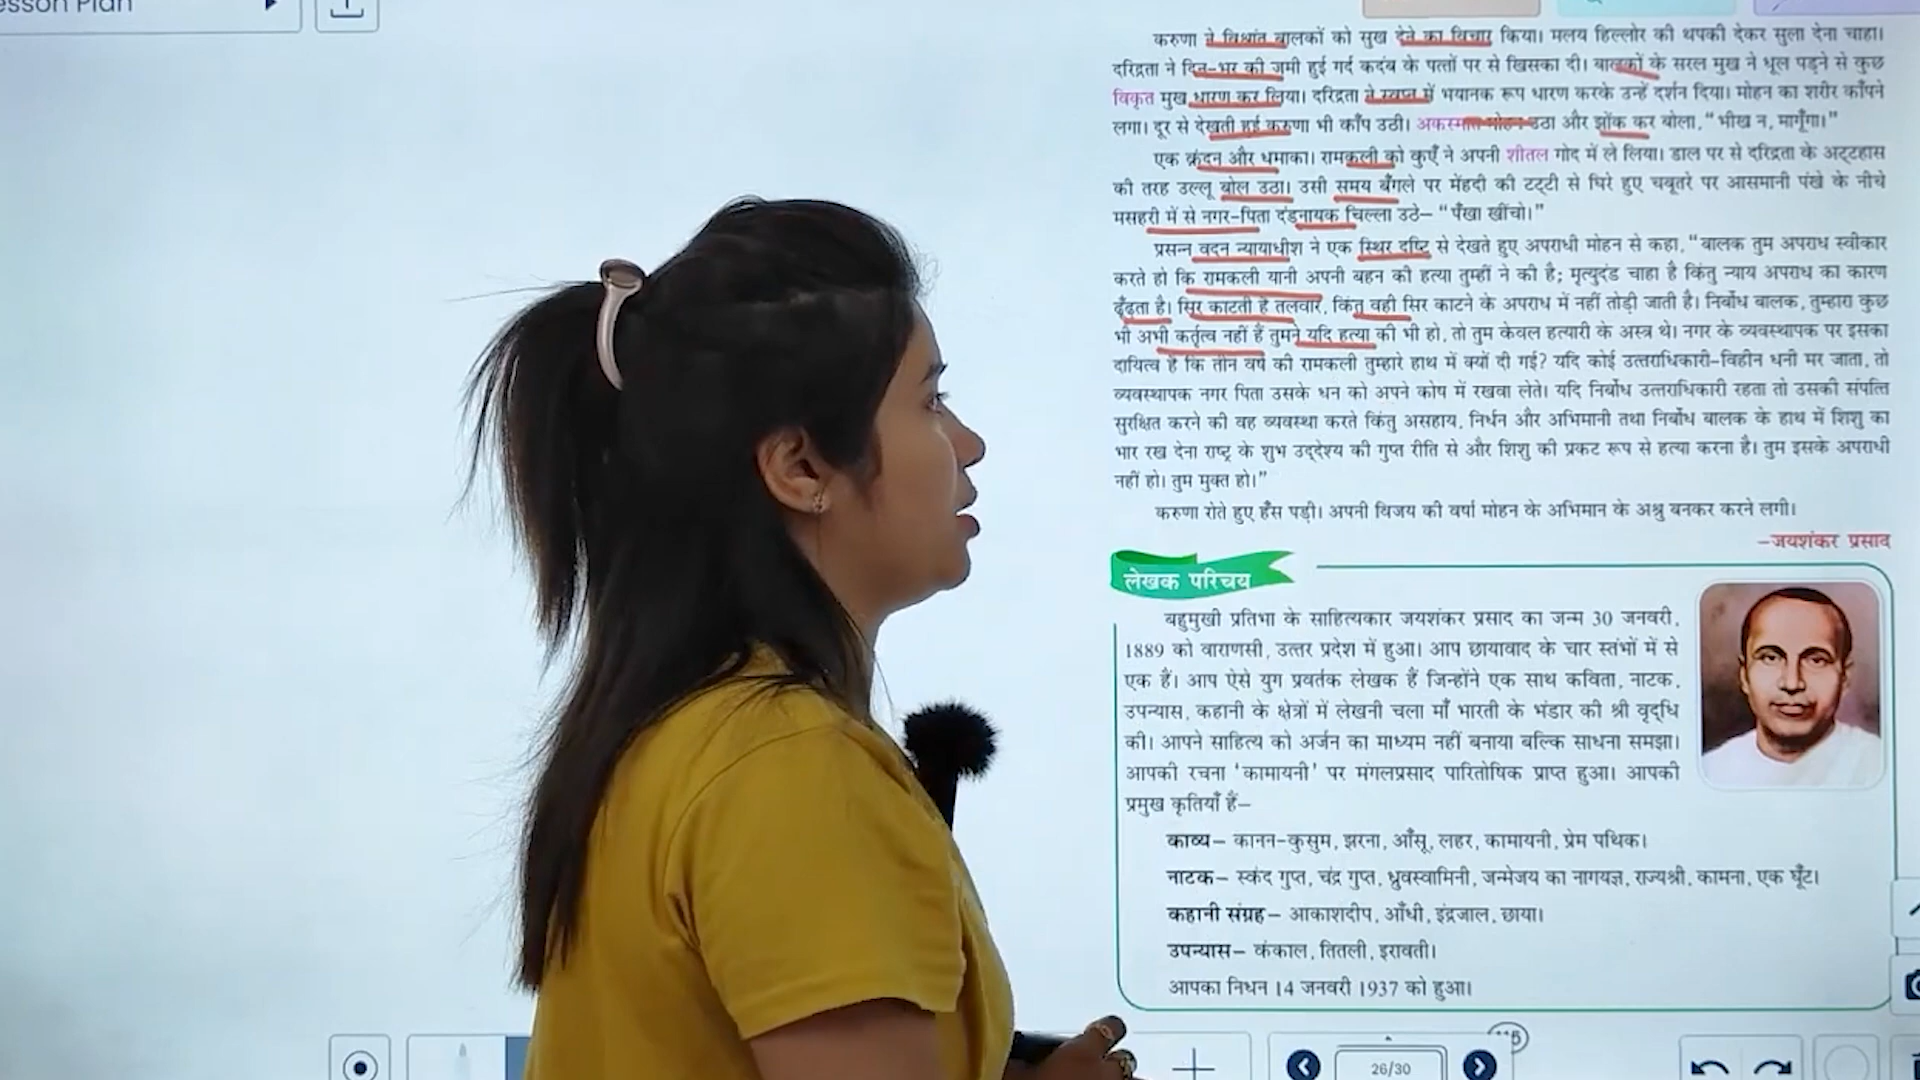 esson Plan
करुणा ने विश्रांत बालकों को सुख देने का विचार किया। मलय हिल्लोर की थपकी देकर सुला देना चाहा।
दरिद्रता ने दिन-भर की जमी हुई गर्द कदंब के पत्तों पर से खिसका दी। बालकों के सरल मुख ने धूल पड़ने से कुछ
विकृत मुख धारण कर लिया। दरिद्रता ने स्वप्न में भयानक रूप धारण करके उन्हें दर्शन दिया। मोहन का शरीर काँपने
लगा। दूर से देखती हुई करुणा भी काँप उठी। अकस्मात मोहन उठा और झोंक कर बोला, “भीख न, मागूँगा।”
एक क्रंदन और धमाका। रामकली को कुएँ ने अपनी शीतल गोद में ले लिया। डाल पर से दरिद्रता के अट्टहास
की तरह उल्लू बोल उठा। उसी समय बँगले पर मेंहदी की टट्टी से घिरे हुए चबूतरे पर आसमानी पंखे के नीचे
मसहरी में से नगर-पिता दंडनायक चिल्ला उठे– “पँखा खींचो।”
प्रसन्न वदन न्यायाधीश ने एक स्थिर दृष्टि से देखते हुए अपराधी मोहन से कहा, “बालक तुम अपराध स्वीकार
करते हो कि रामकली यानी अपनी बहन की हत्या तुम्हीं ने की है; मृत्युदंड चाहा है किंतु न्याय अपराध का कारण
ढूँढ़ता है। सिर काटती है तलवार, किंतु वही सिर काटने के अपराध में नहीं तोड़ी जाती है। निर्बोध बालक, तुम्हारा कुछ
भी अभी कर्तृत्व नहीं है तुमने यदि हत्या की भी हो, तो तुम केवल हत्यारी के अस्त्र थे। नगर के व्यवस्थापक पर इसका
दायित्व है कि तीन वर्ष की रामकली तुम्हारे हाथ में क्यों दी गई? यदि कोई उत्तराधिकारी-विहीन धनी मर जाता, तो
व्यवस्थापक नगर पिता उसके धन को अपने कोष में रखवा लेते। यदि निर्बोध उत्तराधिकारी रहता तो उसकी संपत्ति
सुरक्षित करने की वह व्यवस्था करते किंतु असहाय, निर्धन और अभिमानी तथा निर्बोध बालक के हाथ में शिशु का
भार रख देना राष्ट्र के शुभ उद्देश्य की गुप्त रीति से और शिशु की प्रकट रूप से हत्या करना है। तुम इसके अपराधी
नहीं हो। तुम मुक्त हो।”
करुणा रोते हुए हँस पड़ी। अपनी विजय की वर्षा मोहन के अभिमान के अश्रु बनकर करने लगी।
–जयशंकर प्रसाद
लेखक परिचय
बहुमुखी प्रतिभा के साहित्यकार जयशंकर प्रसाद का जन्म 30 जनवरी,
1889 को वाराणसी, उत्तर प्रदेश में हुआ। आप छायावाद के चार स्तंभों में से
एक हैं। आप ऐसे युग प्रवर्तक लेखक हैं जिन्होंने एक साथ कविता, नाटक,
उपन्यास, कहानी के क्षेत्रों में लेखनी चला माँ भारती के भंडार की श्री वृद्धि
की। आपने साहित्य को अर्जन का माध्यम नहीं बनाया बल्कि साधना समझा।
आपकी रचना ‘कामायनी’ पर मंगलप्रसाद पारितोषिक प्राप्त हुआ। आपकी
प्रमुख कृतियाँ हैं–
काव्य– कानन-कुसुम, झरना, आँसू, लहर, कामायनी, प्रेम पथिक।
नाटक– स्कंद गुप्त, चंद्र गुप्त, ध्रुवस्वामिनी, जन्मेजय का नागयज्ञ, राज्यश्री, कामना, एक घूँट।
कहानी संग्रह– आकाशदीप, आँधी, इंद्रजाल, छाया।
उपन्यास– कंकाल, तितली, इरावती।
आपका निधन 14 जनवरी 1937 को हुआ।
26/30